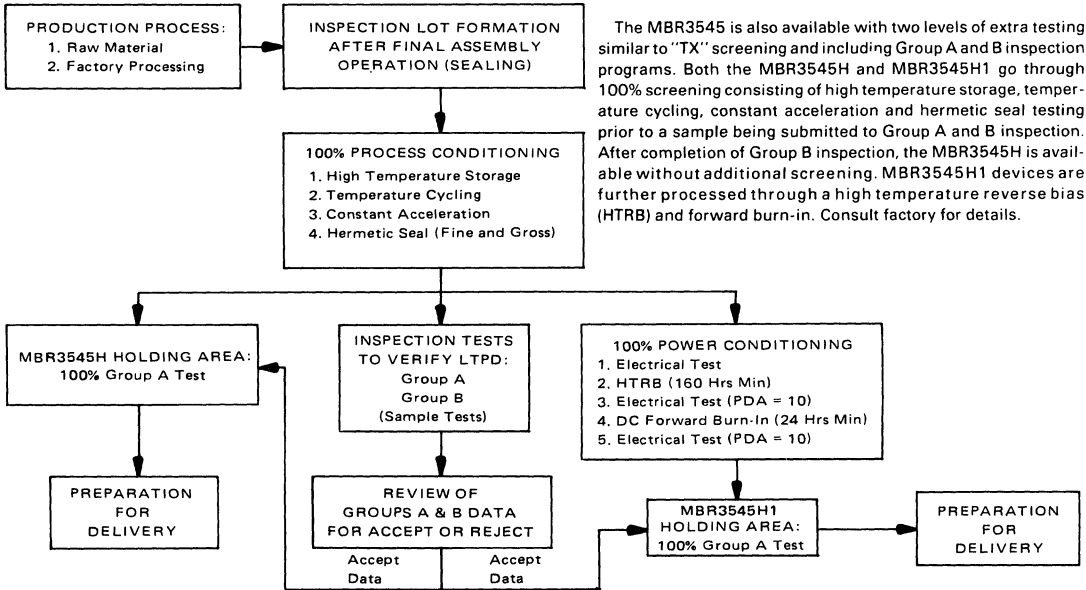 PRODUCTION PROCESS:
1. Raw Material
2. Factory Processing
INSPECTION LOT FORMATION
AFTER FINAL ASSEMBLY
OPERATION (SEALING)
The MBR3545 is also available with two levels of extra testing
similar to "TX" screening and including Group A and B inspection
programs. Both the MBR3545H and MBR3545H1 go through
100% screening consisting of high temperature storage, temper-
ature cycling, constant acceleration and hermetic seal testing
prior to a sample being submitted to Group A and B inspection.
After completion of Group B inspection, the MBR3545H is avail-
able without additional screening. MBR3545H1 devices are
further processed through a high temperature reverse bias
(HTRB) and forward burn-in. Consult factory for details.
100% PROCESS CONDITIONING
1. High Temperature Storage
2. Temperature Cycling
3. Constant Acceleration
4. Hermetic Seal (Fine and Gross)
MBR3545H HOLDING AREA:
100% Group A Test
INSPECTION TESTS
TO VERIFY LTPD:
Group A
Group B
(Sample Tests)
100% POWER CONDITIONING
1. Electrical Test
2. HTRB (160 Hrs Min)
3. Electrical Test (PDA = 10)
4. DC Forward Burn-In (24 Hrs Min)
5. Electrical Test (PDA = 10)
PREPARATION
FOR
DELIVERY
REVIEW OF
GROUPS A & B DATA
FOR ACCEPT OR REJECT
MBR3545H1
HOLDING AREA:
100% Group A Test
PREPARATION
FOR
DELIVERY
Accept
Data
Accept
Data